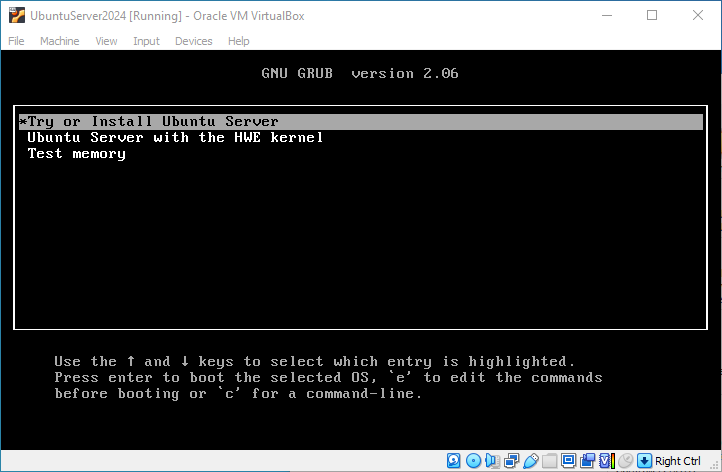 UbuntuServer2024 [Running] - Oracle VM VirtualBox
File Machine View Input Devices Help
GNU GRUB version 2.06
*Try or Install Ubuntu Server
Ubuntu Server with the HWE kernel
Test memory
Use the ↑ and ↓ keys to select which entry is highlighted.
Press enter to boot the selected OS, `e' to edit the commands
before booting or `c' for a command-line.
Right Ctrl